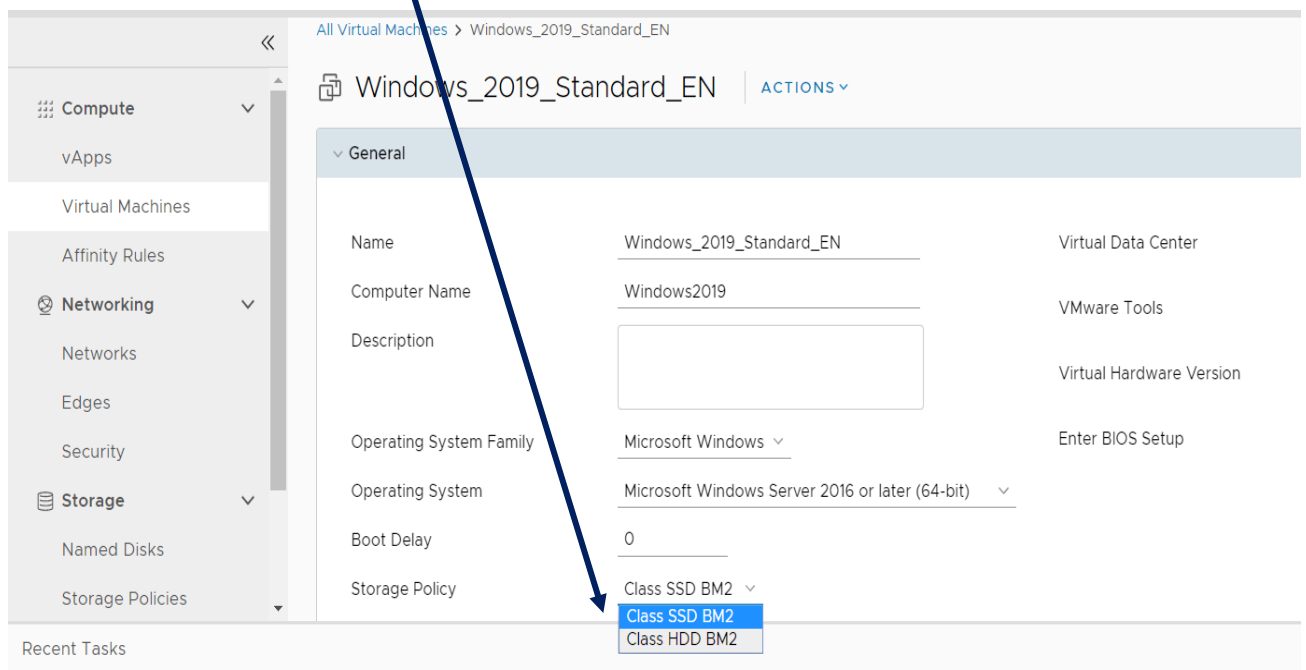 All Virtual Machines > Windows_2019_Standard_EN
Windows_2019_Standard_EN
ACTIONS
Compute
vApps
Virtual Machines
Affinity Rules
Networking
Networks
Edges
Security
Storage
Named Disks
Storage Policies
General
Name Windows_2019_Standard_EN Virtual Data Center
Computer Name Windows2019
VMware Tools
Description
Virtual Hardware Version
Operating System Family Microsoft Windows Enter BIOS Setup
Operating System Microsoft Windows Server 2016 or later (64-bit)
Boot Delay 0
Storage Policy Class SSD BM2
Class SSD BM2
Class HDD BM2
Recent Tasks